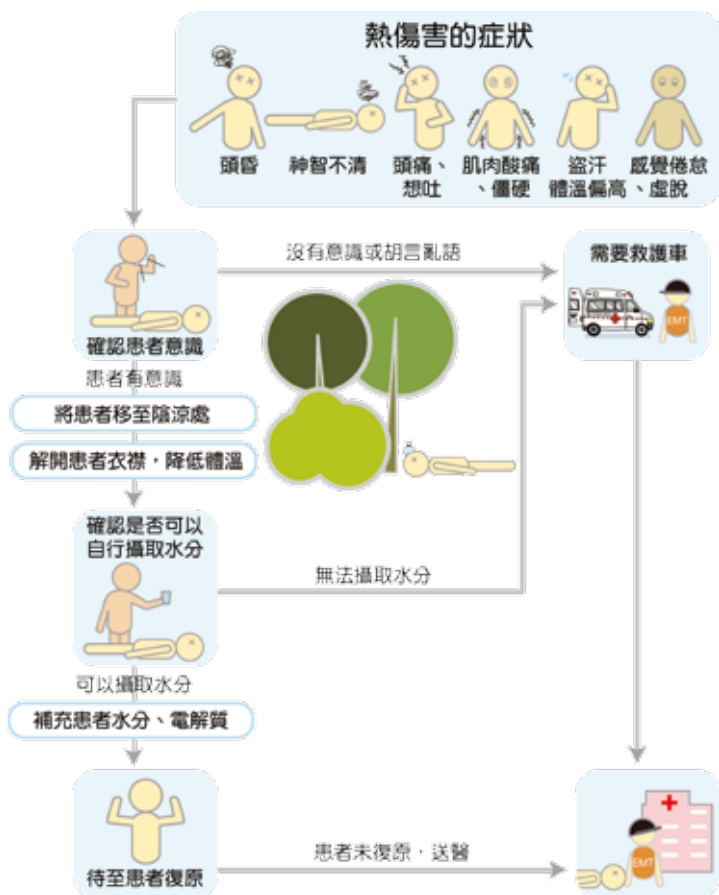 熱傷害的症狀
頭昏
神智不清
頭痛、
想吐
肌肉酸痛
、僵硬
盜汗
體溫偏高
感覺倦怠
、虛脫
確認患者意識
沒有意識或胡言亂語
需要救護車
EMT
患者有意識
將患者移至陰涼處
解開患者衣襟，降低體溫
確認是否可以
自行攝取水分
無法攝取水分
可以攝取水分
補充患者水分、電解質
待至患者復原
患者未復原，送醫
EMT